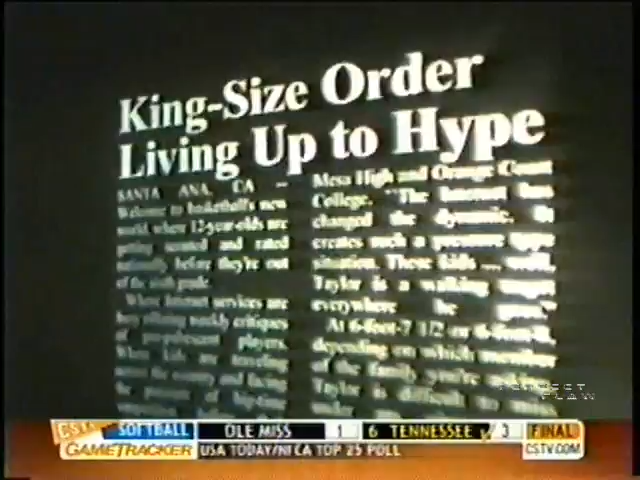 King-Size Order
Living Up to Hype
SANTA ANA, CA --
Welcome to basketball's new
world where 12-year-olds are
getting scouted and rated
nationally before they're out
of the sixth grade.
Where Internet services are
busy offering weekly critiques
of prepubescent players.
Where kids are traveling
across the country and facing
the pressure of big-time
Mesa High and Orange Coast
College. "The Internet has
changed the dynamic. It
creates such a pressure
situation. These kids ... well,
Taylor is a walking target
everywhere he goes."
At 6-foot-7 1/2 or 6-foot-8,
depending on which member
of the family you're asking,
Taylor is difficult to miss
PERFECT
FLAW
CSTV SOFTBALL OLE MISS 1 6 TENNESSEE 3 FINAL
GAMETRACKER USA TODAY/NFCA TOP 25 POLL CSTV.COM